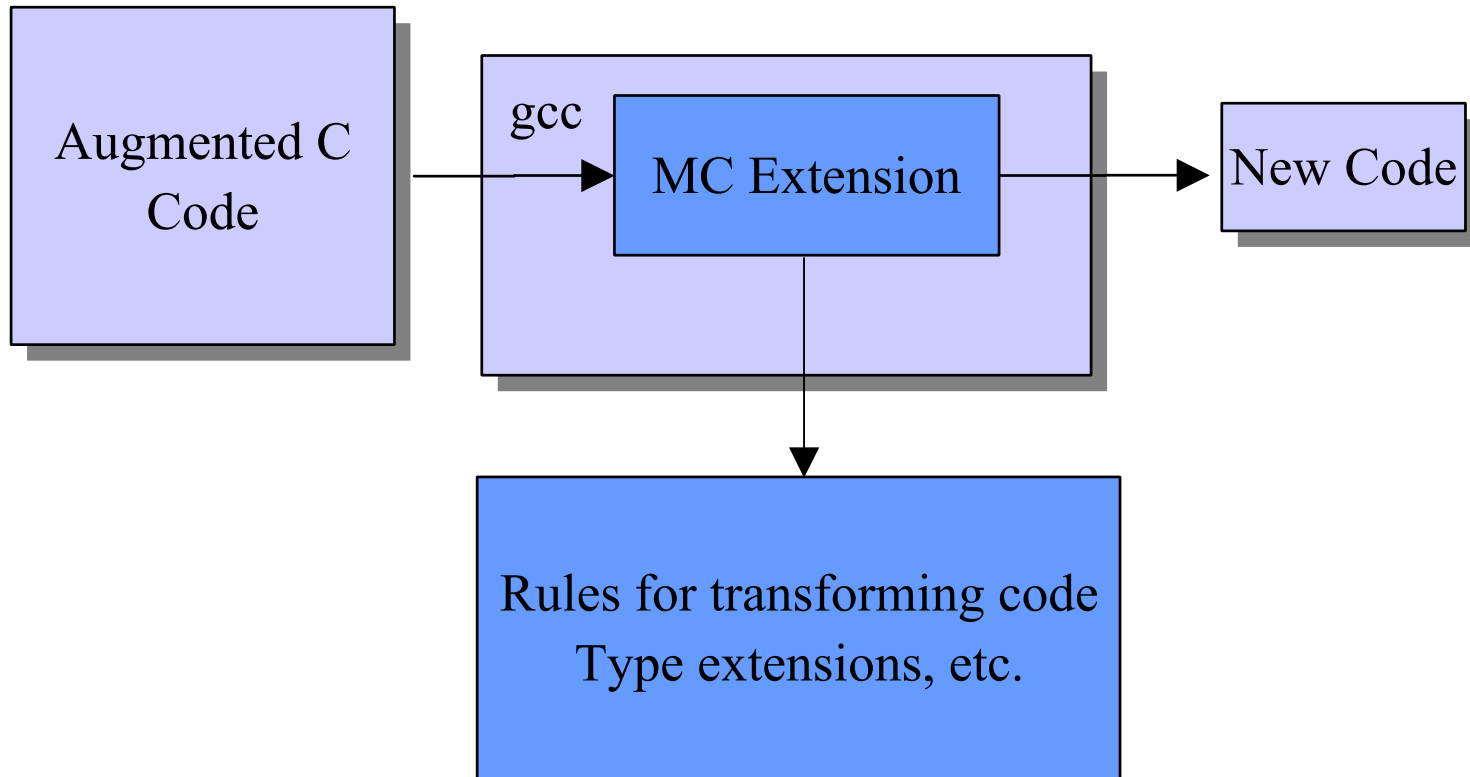 Augmented C
Code
gcc
MC Extension
New Code
Rules for transforming code
Type extensions, etc.